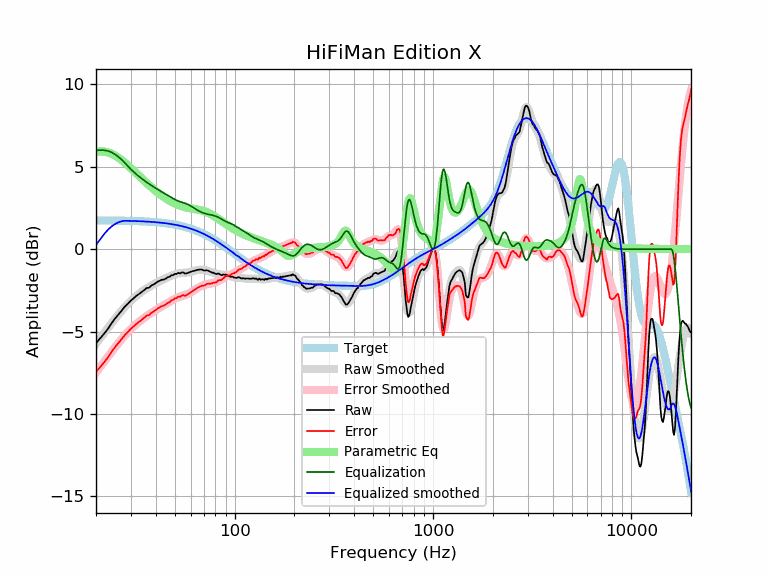 HiFiMan Edition X
10
5
0
−5
−10
−15
Amplitude (dBr)
Target
Raw Smoothed
Error Smoothed
Raw
Error
Parametric Eq
Equalization
Equalized smoothed
100
1000
10000
Frequency (Hz)